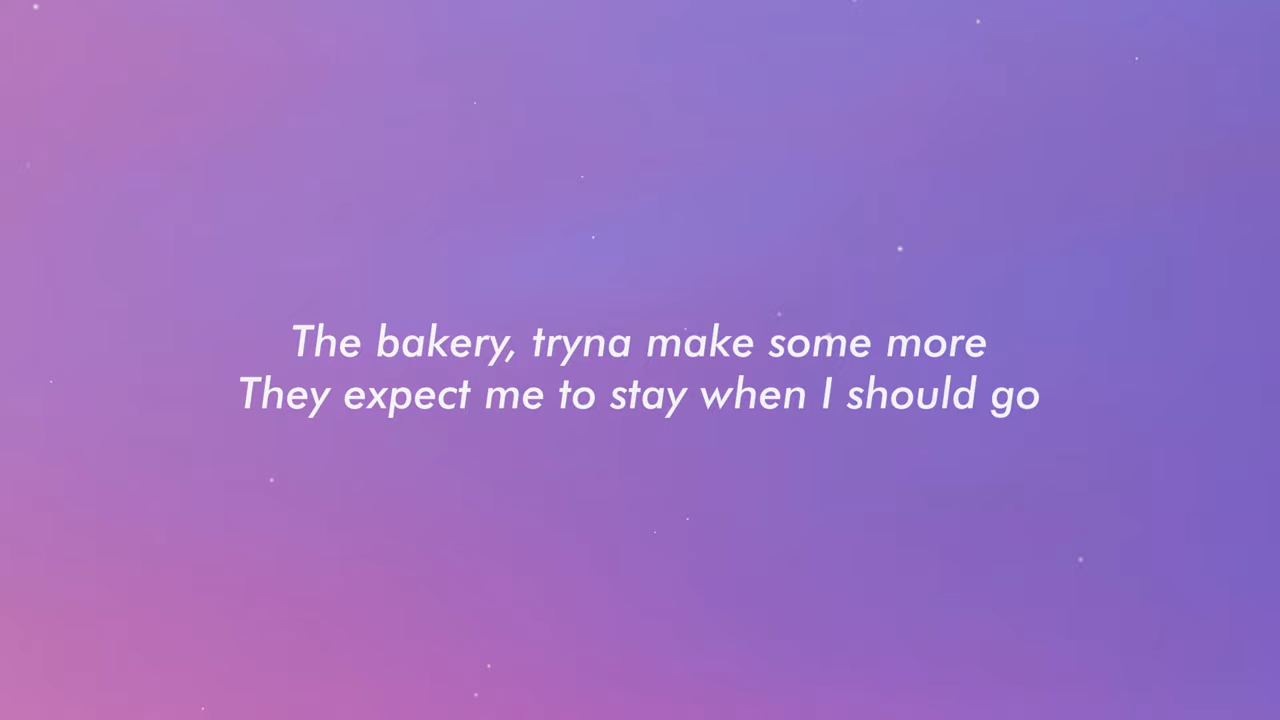 The bakery, tryna make some more
They expect me to stay when I should go